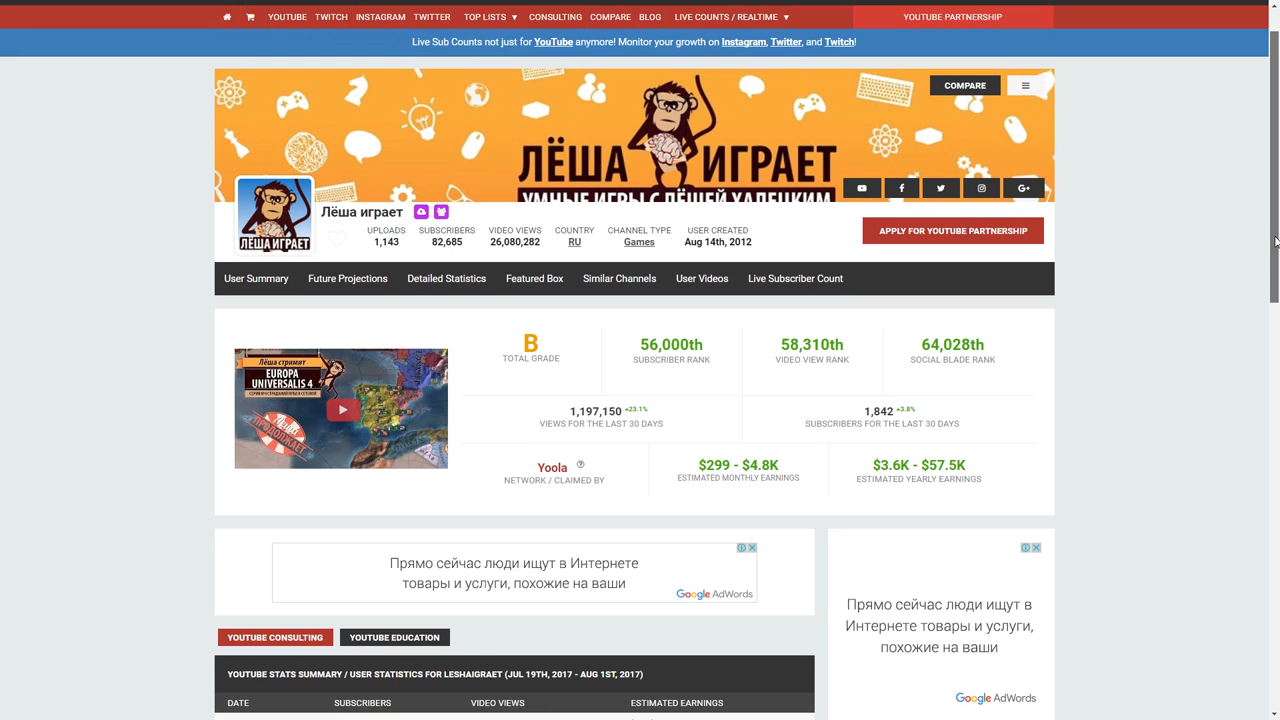 YOUTUBE TWITCH INSTAGRAM TWITTER TOP LISTS CONSULTING COMPARE BLOG LIVE COUNTS / REALTIME YOUTUBE PARTNERSHIP
Live Sub Counts not just for YouTube anymore! Monitor your growth on Instagram, Twitter, and Twitch!
COMPARE
ЛЁША ИГРАЕТ
УМНЫЕ ИГРЫ С ЛЁШЕЙ ХАЛЕЦКИМ
ЛЁША ИГРАЕТ
Лёша играет
UPLOADS SUBSCRIBERS VIDEO VIEWS COUNTRY CHANNEL TYPE USER CREATED
1,143 82,685 26,080,282 RU Games Aug 14th, 2012
APPLY FOR YOUTUBE PARTNERSHIP
User Summary Future Projections Detailed Statistics Featured Box Similar Channels User Videos Live Subscriber Count
Лёша стримит
EUROPA
UNIVERSALIS 4
ПРОДОЛЖАЕТ
B 56,000th 58,310th 64,028th
TOTAL GRADE SUBSCRIBER RANK VIDEO VIEW RANK SOCIAL BLADE RANK
1,197,150 +23.1% 1,842 +3.8%
VIEWS FOR THE LAST 30 DAYS SUBSCRIBERS FOR THE LAST 30 DAYS
Yoola $299 - $4.8K $3.6K - $57.5K
NETWORK / CLAIMED BY ESTIMATED MONTHLY EARNINGS ESTIMATED YEARLY EARNINGS
Прямо сейчас люди ищут в Интернете
товары и услуги, похожие на ваши
Google AdWords
Прямо сейчас люди ищут в
Интернете товары и услуги,
похожие на ваши
Google AdWords
YOUTUBE CONSULTING YOUTUBE EDUCATION
YOUTUBE STATS SUMMARY / USER STATISTICS FOR LESHAIGRAET (JUL 19TH, 2017 - AUG 1ST, 2017)
DATE SUBSCRIBERS VIDEO VIEWS ESTIMATED EARNINGS